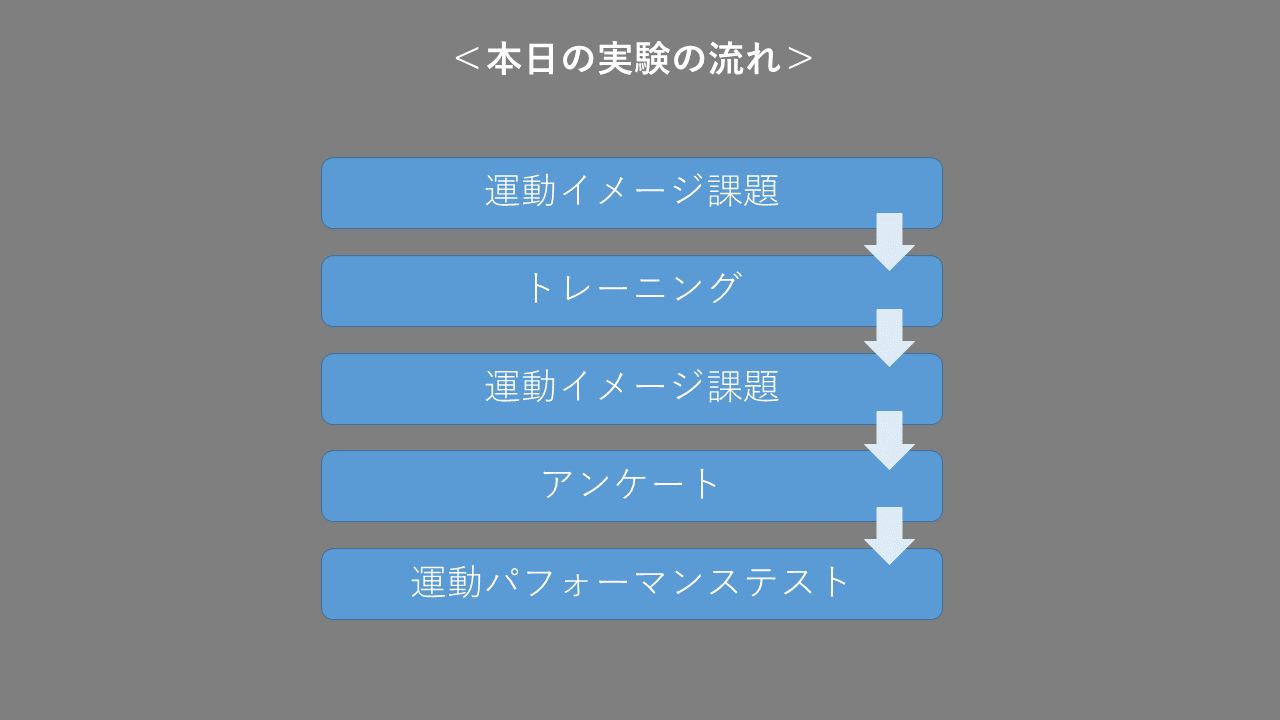 ＜本日の実験の流れ＞
運動イメージ課題
トレーニング
運動イメージ課題
アンケート
運動パフォーマンステスト